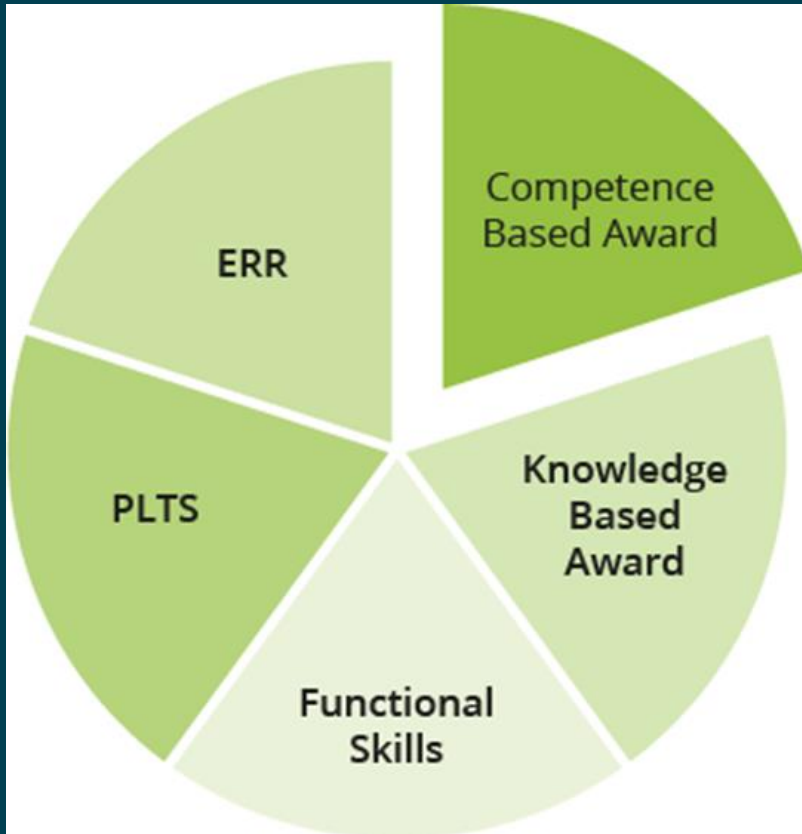 Competence
Based Award
ERR
Knowledge
Based
Award
PLTS
Functional
Skills